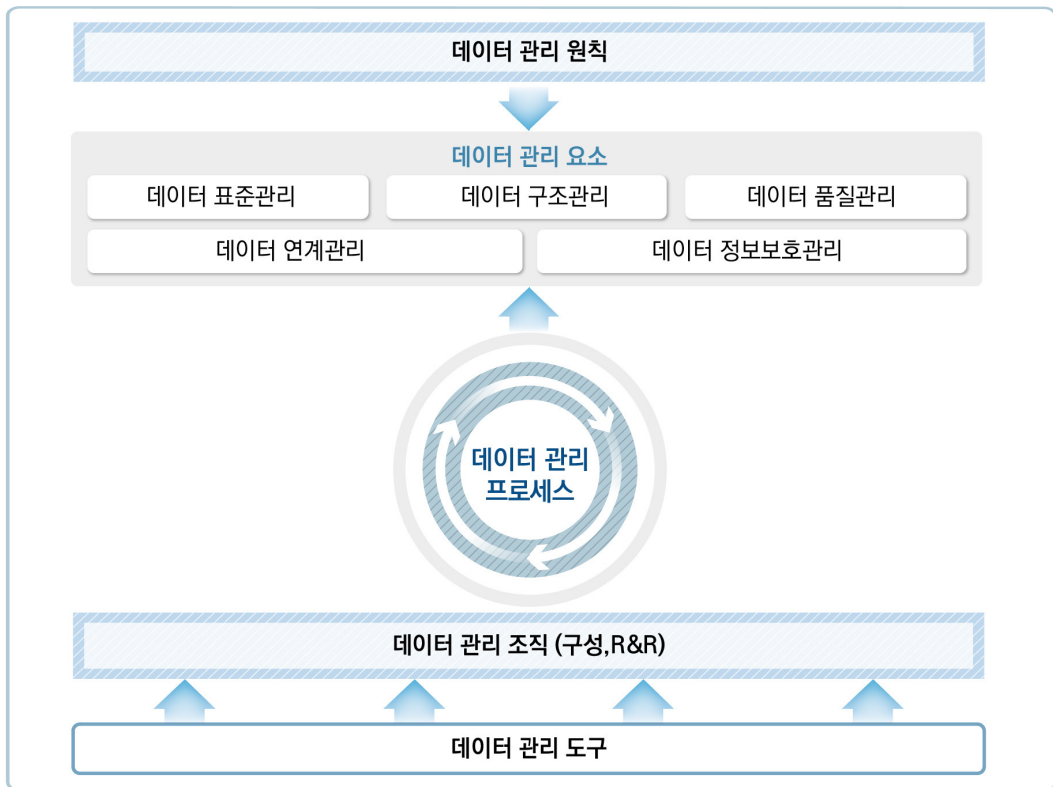 데이터 관리 원칙
데이터 관리 요소
데이터 표준관리
데이터 구조관리
데이터 품질관리
데이터 연계관리
데이터 정보보호관리
데이터 관리
프로세스
데이터 관리 조직 (구성,R&R)
데이터 관리 도구